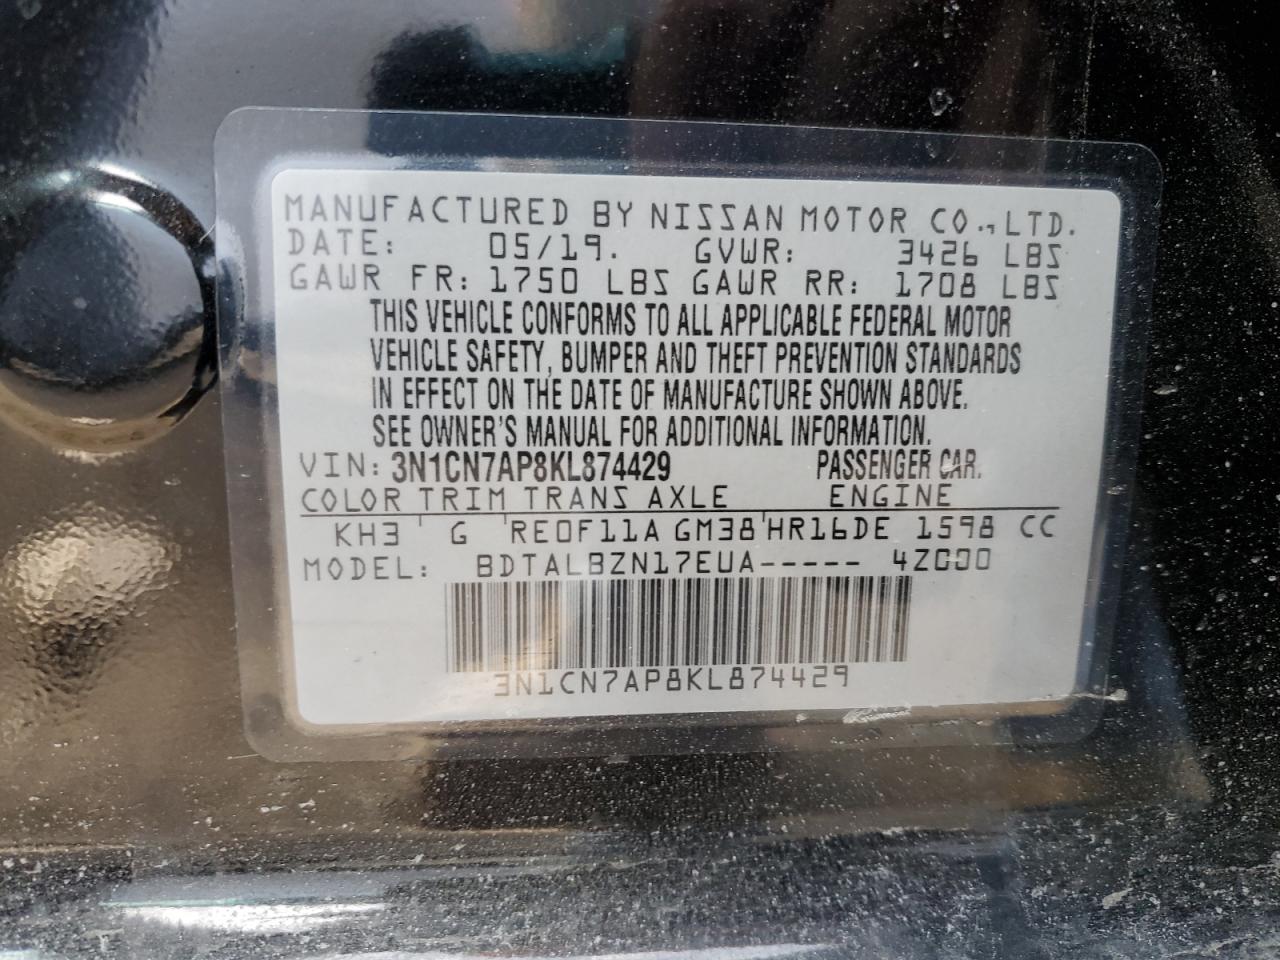 MANUFACTURED BY NISSAN MOTOR CO., LTD.
DATE: 05/19. GVWR: 3426 LBS
GAWR FR: 1750 LBS GAWR RR: 1708 LBS
THIS VEHICLE CONFORMS TO ALL APPLICABLE FEDERAL MOTOR
VEHICLE SAFETY, BUMPER AND THEFT PREVENTION STANDARDS
IN EFFECT ON THE DATE OF MANUFACTURE SHOWN ABOVE.
SEE OWNER'S MANUAL FOR ADDITIONAL INFORMATION.
VIN: 3N1CN7AP8KL874429 PASSENGER CAR.
COLOR TRIM TRANS AXLE ENGINE
KH3 ' G ' RE0F11A GM38 ' HR16DE 1598 CC
MODEL: BDTALBZN17EUA----- 4Z000
3N1CN7AP8KL874429